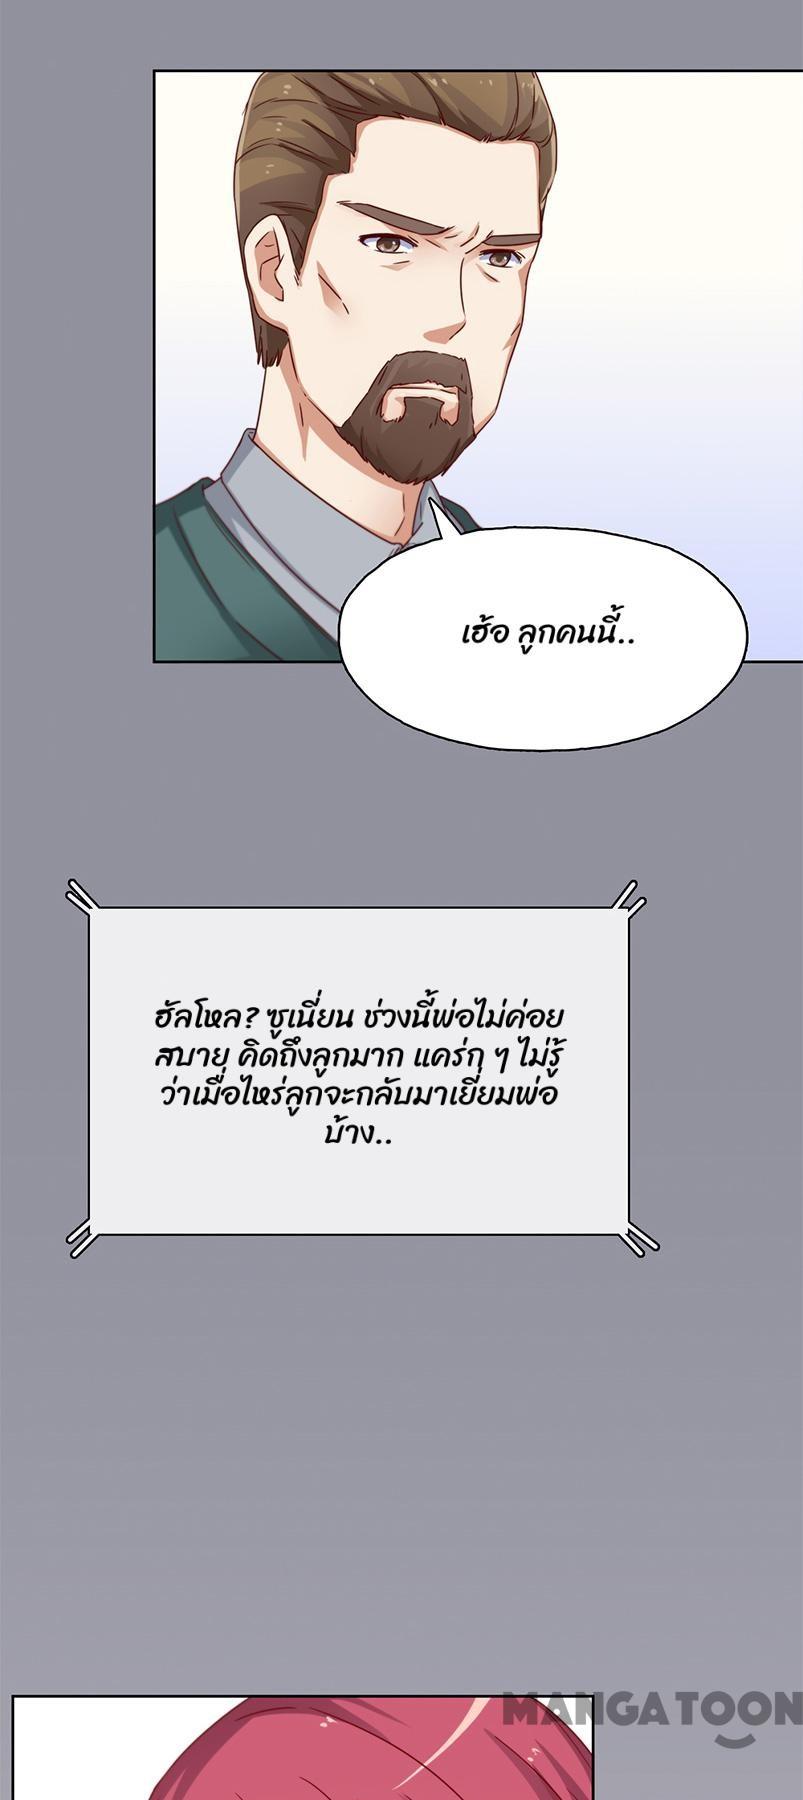 เฮ้อ ลูกคนนี้..
ฮัลโหล? ซูเนี่ยน ช่วงนี้พ่อไม่ค่อย
สบาย คิดถึงลูกมาก แคร่ก ๆ ไม่รู้
ว่าเมื่อไหร่ลูกจะกลับมาเยี่ยมพ่อ
บ้าง..
MANGATOON